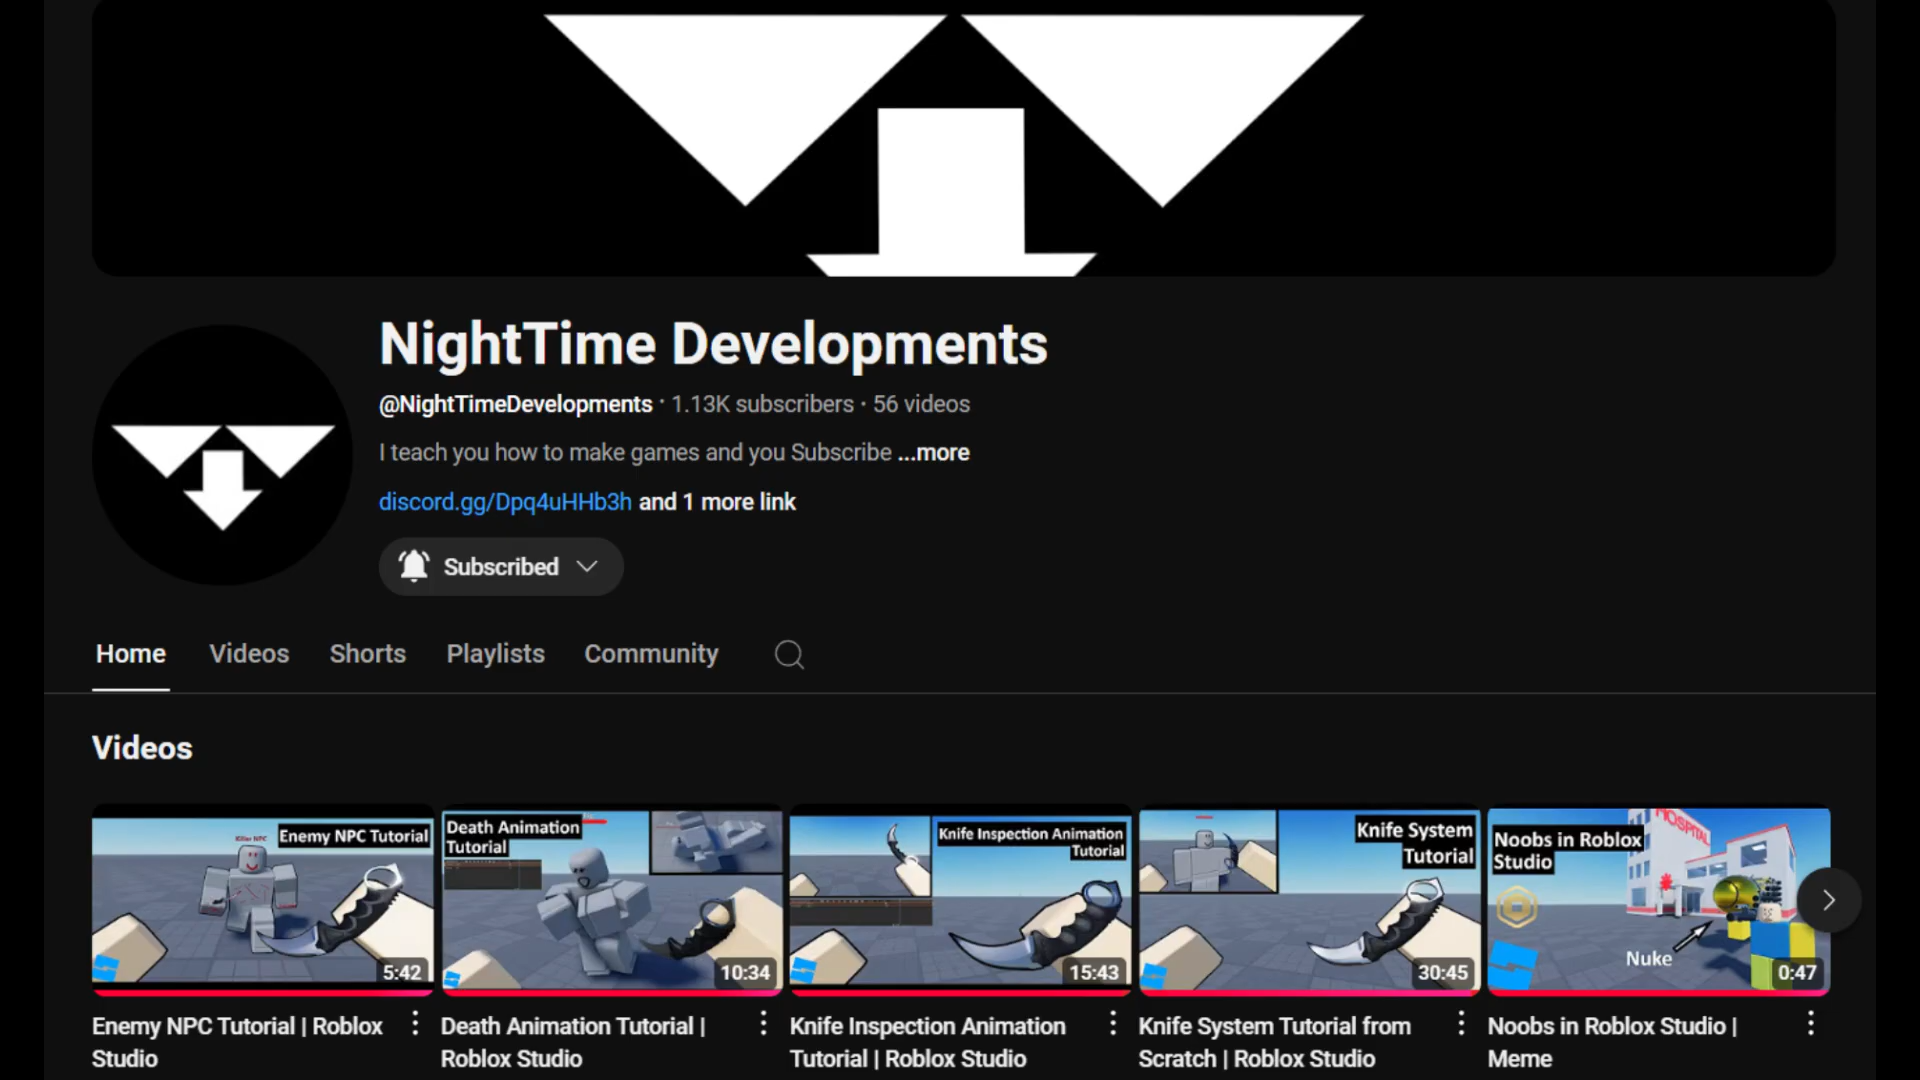 NightTime Developments
@NightTimeDevelopments · 1.13K subscribers · 56 videos
I teach you how to make games and you Subscribe ...more
discord.gg/Dpq4uHHb3h and 1 more link
Subscribed
Home Videos Shorts Playlists Community
Videos
Killer NPC
Enemy NPC Tutorial
5:42
Death Animation
Tutorial
10:34
Knife Inspection Animation
Tutorial
15:43
Knife System
Tutorial
30:45
HOSPITAL
Noobs in Roblox
Studio
Nuke
0:47
Enemy NPC Tutorial | Roblox
Studio
Death Animation Tutorial |
Roblox Studio
Knife Inspection Animation
Tutorial | Roblox Studio
Knife System Tutorial from
Scratch | Roblox Studio
Noobs in Roblox Studio |
Meme